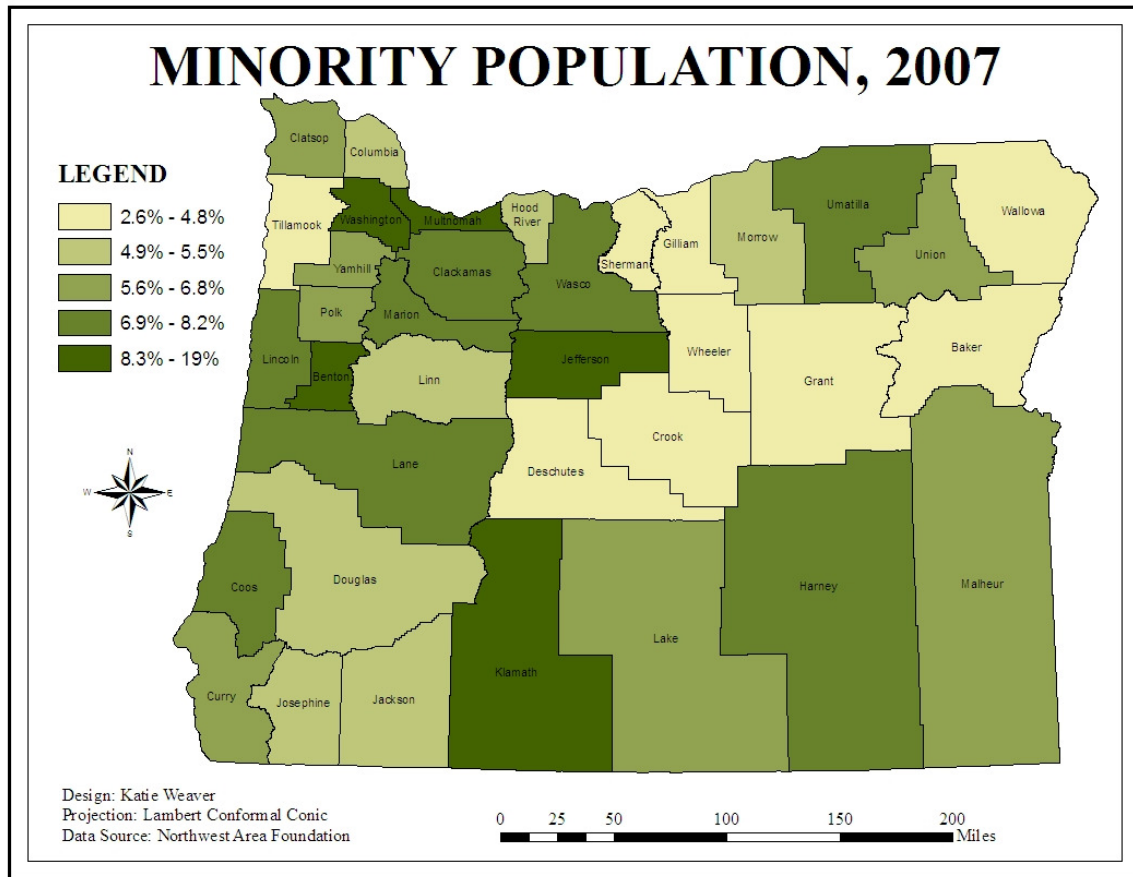 MINORITY POPULATION, 2007
LEGEND
2.6% - 4.8%
4.9% - 5.5%
5.6% - 6.8%
6.9% - 8.2%
8.3% - 19%
Clatsop
Columbia
Tillamook
Washington
Multnomah
Hood
River
Sherman
Gilliam
Morrow
Umatilla
Union
Wallowa
Yamhill
Clackamas
Wasco
Polk
Marion
Lincoln
Benton
Linn
Jefferson
Wheeler
Grant
Baker
Crook
Deschutes
Lane
N
W
E
S
Coos
Douglas
Harney
Malheur
Lake
Klamath
Curry
Josephine
Jackson
Design: Katie Weaver
Projection: Lambert Conformal Conic
Data Source: Northwest Area Foundation
0 25 50 100 150 200
Miles